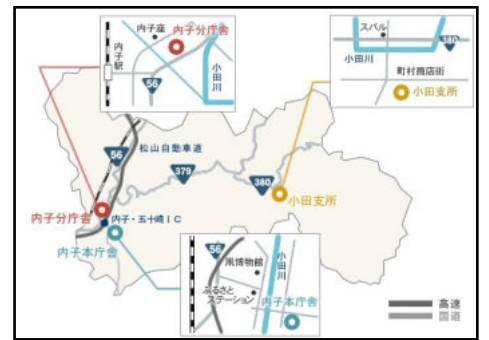 内子座
内子分庁舎
内子駅
56
小田川
スバル
380
小田川
町村商店街
小田支所
56
松山自動車道
379
380
小田支所
内子分庁舎
内子・五十崎IC
内子本庁舎
56
小田川
凧博物館
ふるさと
ステーション
内子本庁舎
高速
国道